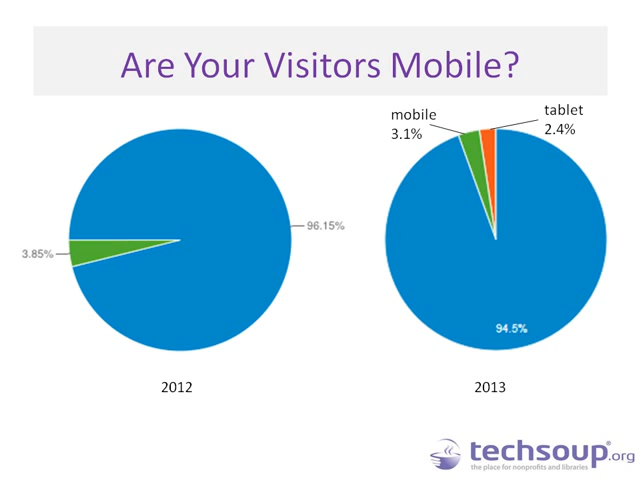 Are Your Visitors Mobile?
mobile
3.1%
tablet
2.4%
96.15%
3.85%
94.5%
2012
2013
techsoup®.org
the place for nonprofits and libraries